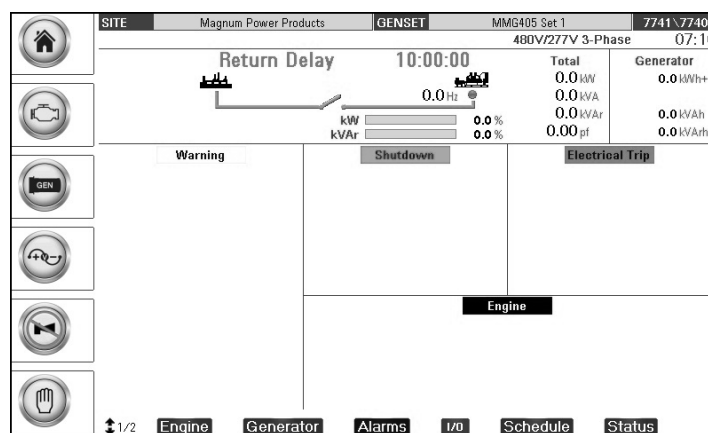 SITE Magnum Power Products GENSET MMG405 Set 1 7741\7740
480V/277V 3-Phase 07:1
Return Delay 10:00:00 Total Generator
0.0 kW 0.0 kWh+
0.0 Hz 0.0 kVA
0.0 kVAr 0.0 kVAh
kW 0.0 %
kVAr 0.0 % 0.00 pf 0.0 kVArh
Warning Shutdown Electrical Trip
GEN
Engine
1/2 Engine Generator Alarms I/O Schedule Status